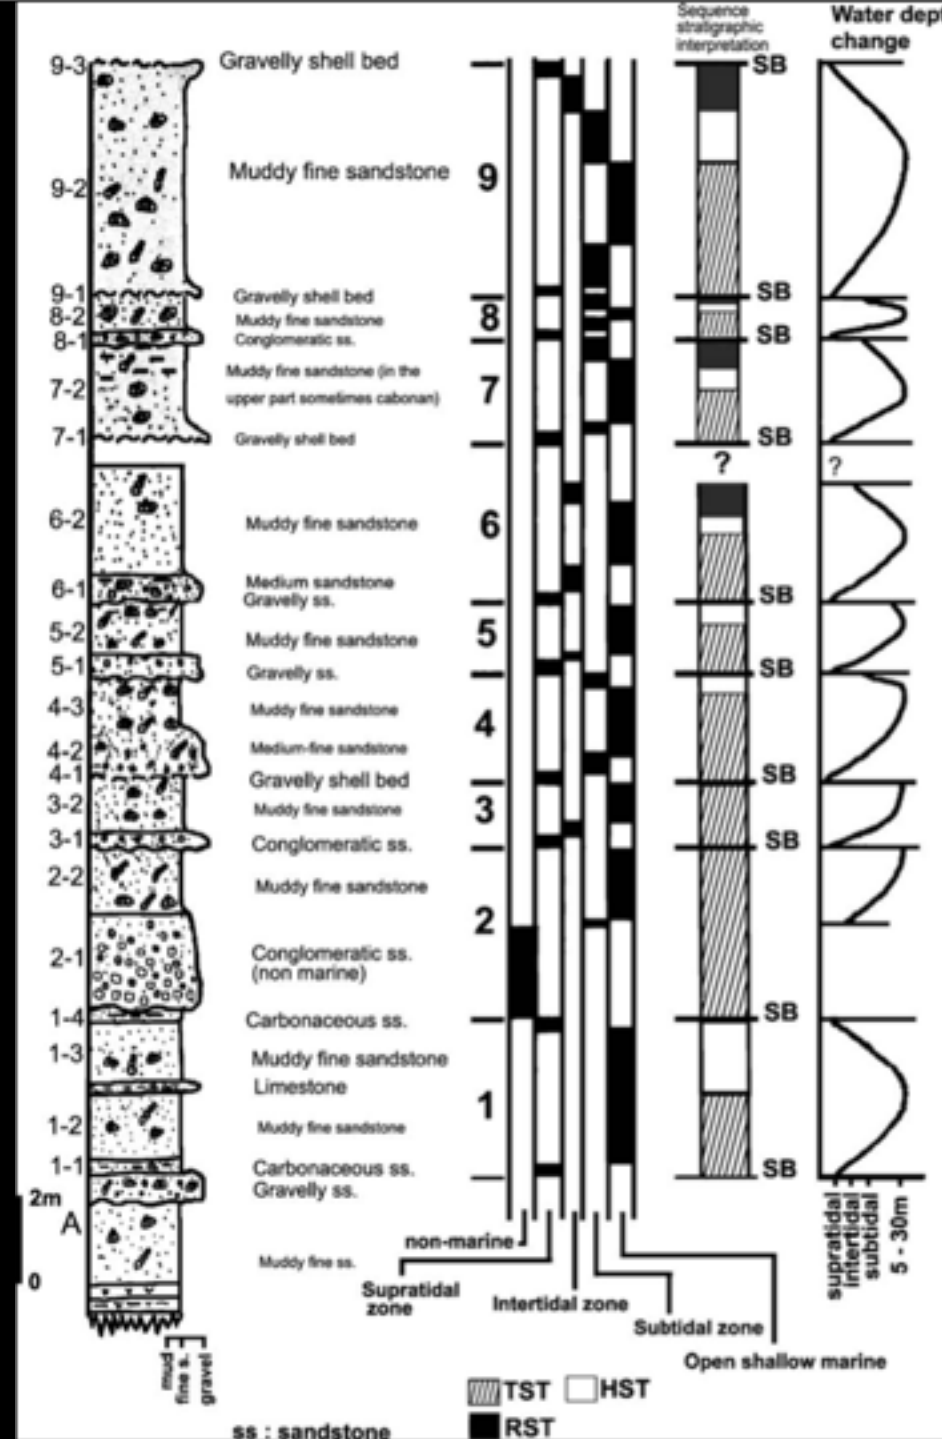 Sequence
stratigraphic
interpretation
Water dept
change
9-3
Gravelly shell bed
SB
9-2
Muddy fine sandstone
9
9-1
Gravelly shell bed
SB
8-2
Muddy fine sandstone
8
8-1
Conglomeratic ss.
SB
7-2
Muddy fine sandstone (in the
upper part sometimes cabonan)
7
7-1
Gravelly shell bed
SB
?
?
6-2
Muddy fine sandstone
6
6-1
Medium sandstone
Gravelly ss.
SB
5-2
Muddy fine sandstone
5
5-1
Gravelly ss.
SB
4-3
Muddy fine sandstone
4
4-2
Medium-fine sandstone
4-1
Gravelly shell bed
SB
3-2
Muddy fine sandstone
3
3-1
Conglomeratic ss.
SB
2-2
Muddy fine sandstone
2
2-1
Conglomeratic ss.
(non marine)
1-4
Carbonaceous ss.
SB
1-3
Muddy fine sandstone
Limestone
1
1-2
Muddy fine sandstone
1-1
Carbonaceous ss.
SB
Gravelly ss.
2m
A
0
Muddy fine ss.
supratidal
intertidal
subtidal
5 - 30m
non-marine
Supratidal
zone
Intertidal zone
Subtidal zone
Open shallow marine
mud
fine s.
gravel
TST
HST
RST
ss : sandstone